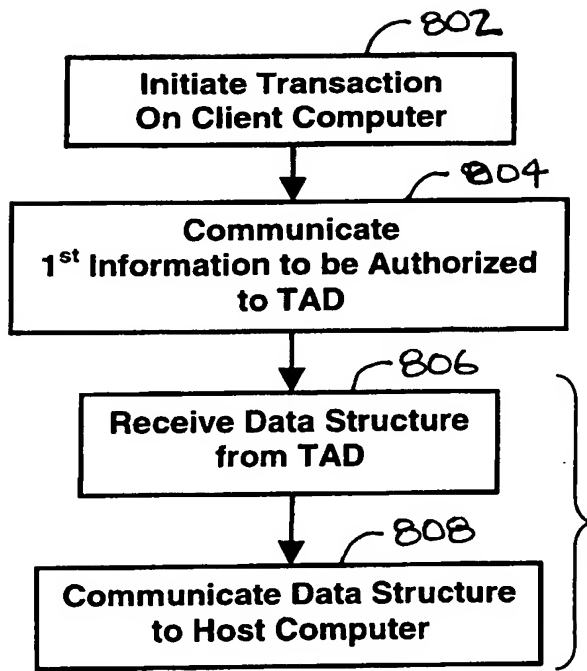 802
Initiate Transaction
On Client Computer
804
Communicate
1st Information to be Authorized
to TAD
806
Receive Data Structure
from TAD
808
Communicate Data Structure
to Host Computer